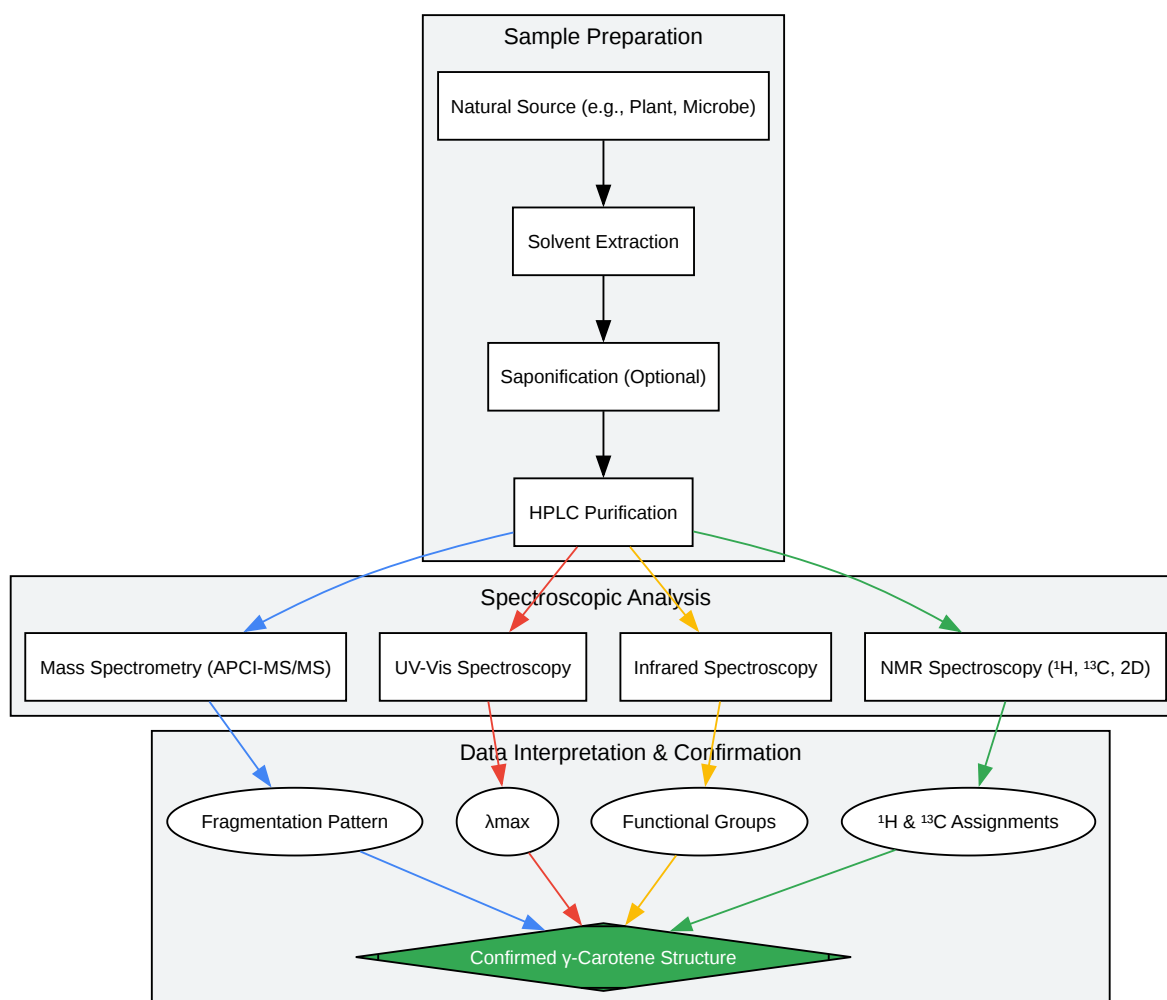 Sample Preparation
Natural Source (e.g., Plant, Microbe)
Solvent Extraction
Saponification (Optional)
HPLC Purification
Spectroscopic Analysis
Mass Spectrometry (APCI-MS/MS)
UV-Vis Spectroscopy
Infrared Spectroscopy
NMR Spectroscopy (¹H, ¹³C, 2D)
Data Interpretation & Confirmation
Fragmentation Pattern
λmax
Functional Groups
¹H & ¹³C Assignments
Confirmed γ-Carotene Structure